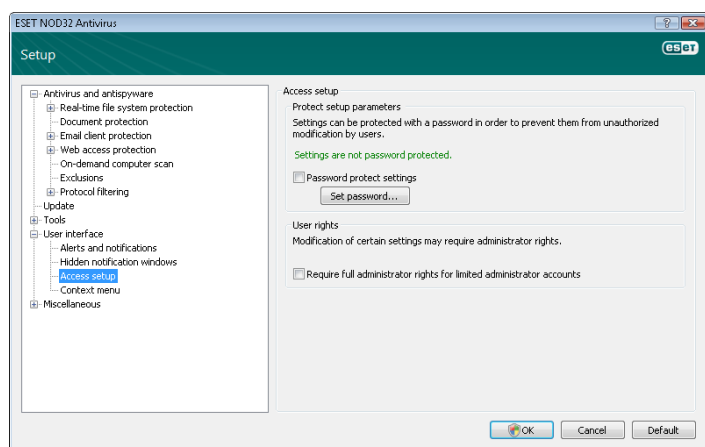 ESET NOD32 Antivirus
Setup
eset
Antivirus and antispyware
Real-time file system protection
Document protection
Email client protection
Web access protection
On-demand computer scan
Exclusions
Protocol filtering
Update
Tools
User interface
Alerts and notifications
Hidden notification windows
Access setup
Context menu
Miscellaneous
Access setup
Protect setup parameters
Settings can be protected with a password in order to prevent them from unauthorized
modification by users.
Settings are not password protected.
Password protect settings
Set password...
User rights
Modification of certain settings may require administrator rights.
Require full administrator rights for limited administrator accounts
OK
Cancel
Default